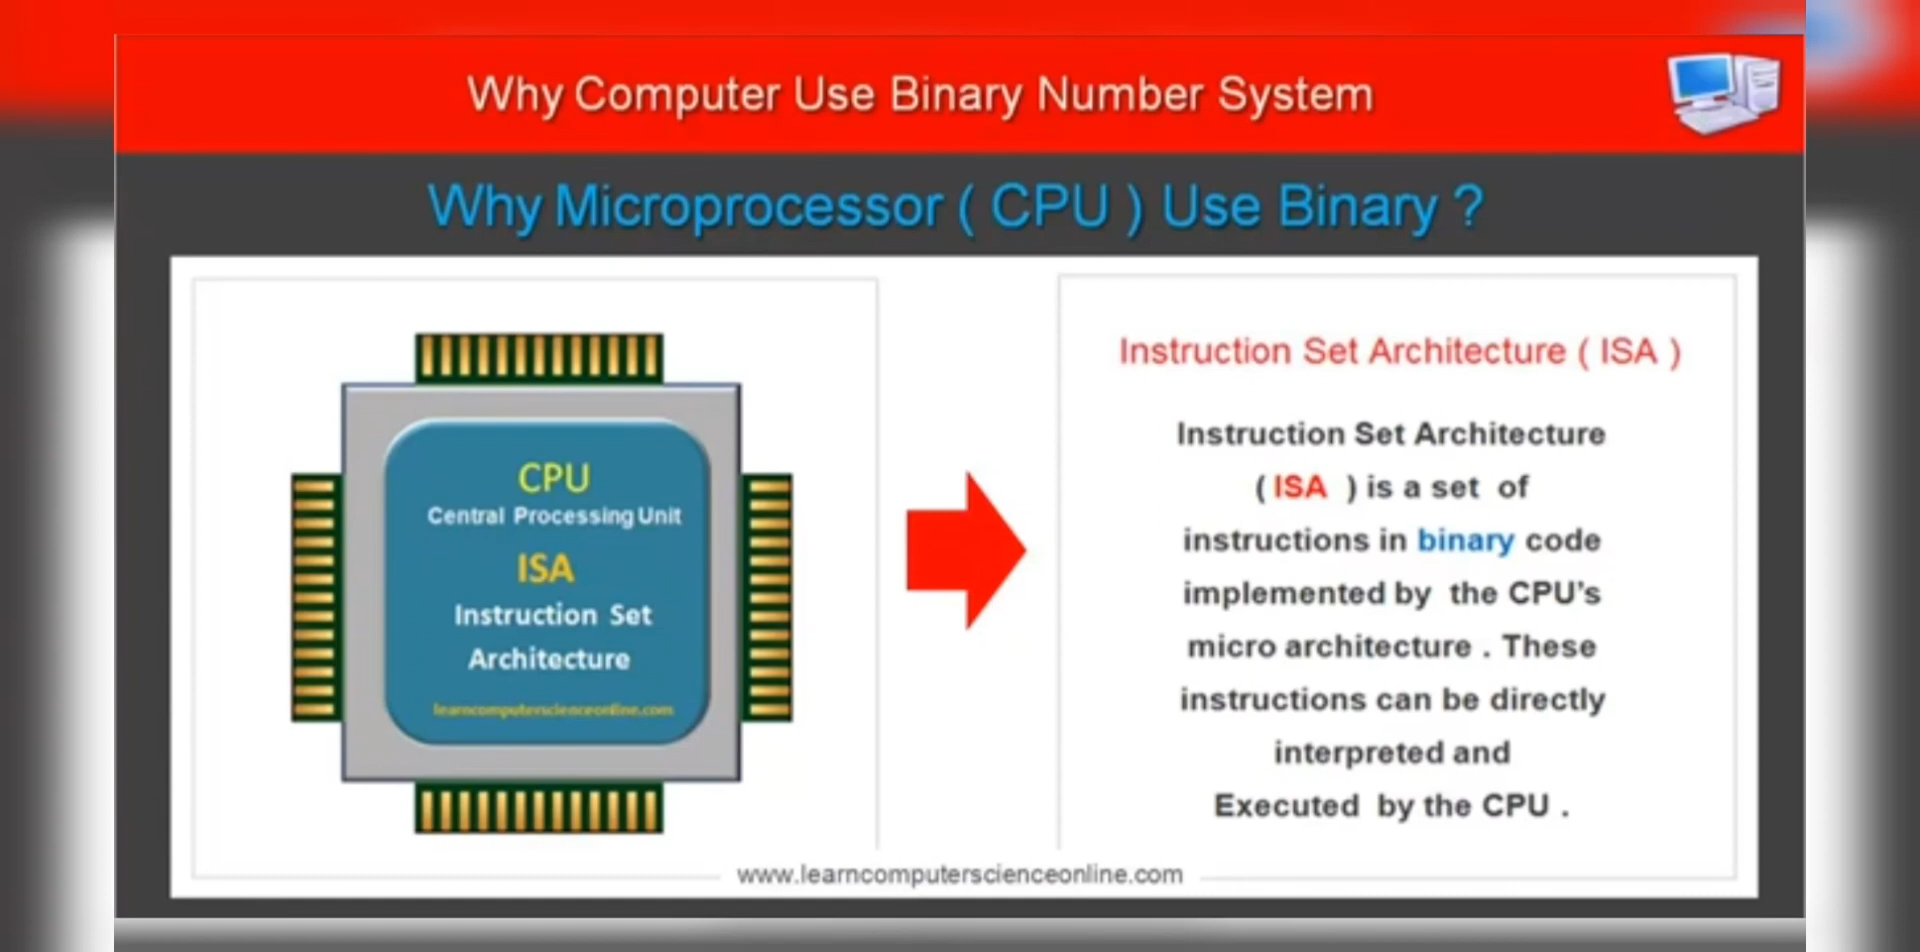 Why Computer Use Binary Number System
Why Microprocessor ( CPU ) Use Binary ?
CPU
Central Processing Unit
ISA
Instruction Set
Architecture
learncomputerscienceonline.com
Instruction Set Architecture ( ISA )
Instruction Set Architecture
( ISA ) is a set of
instructions in binary code
implemented by the CPU's
micro architecture . These
instructions can be directly
interpreted and
Executed by the CPU .
www.learncomputerscienceonline.com